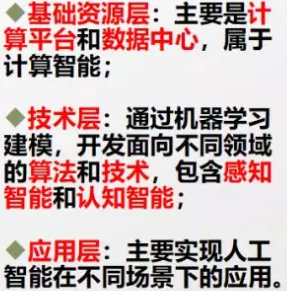 ◆基础资源层：主要是计
算平台和数据中心，属于
计算智能；
◆技术层：通过机器学习
建模，开发面向不同领域
的算法和技术，包含感知
智能和认知智能；
◆应用层：主要实现人工
智能在不同场景下的应用。